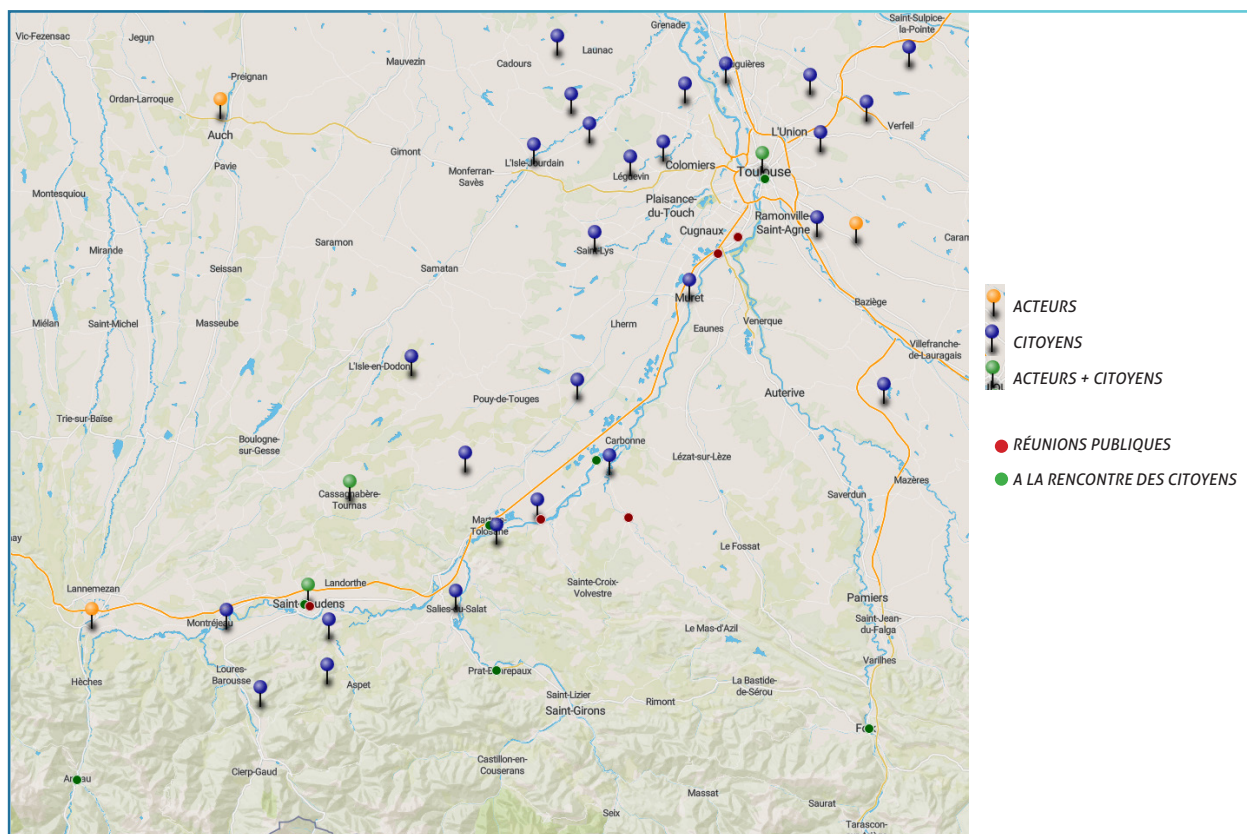 Vic-Fezensac
Jegun
Mauvezin
Cadours
Launac
Grenade
Saint-Sulpice-
la-Pointe
Preignan
Ordan-Larroque
Auch
Gimont
Pavie
L'Isle-Jourdain
Monferran-
Savès
Léguevin
Colomiers
L'Union
Verfeil
Toulouse
Plaisance-
du-Touch
Cugnaux
Ramonville-
Saint-Agne
Montesquiou
Mirande
Saramon
Seissan
Samatan
Saint-Lys
Muret
Eaunes
Venerque
Baziège
Miélan
Saint-Michel
Masseube
Lherm
Villefranche-
de-Lauragais
L'Isle-en-Dodon
Pouy-de-Touges
Auterive
Trie-sur-Baïse
Boulogne-
sur-Gesse
Carbonne
Lézat-sur-Lèze
Mazères
Saverdun
Cassagnabère-
Tournas
Tolosane
Le Fossat
Lannemezan
Landorthe
Sainte-Croix-
Volvestre
Pamiers
Saint-Jean-
du-Falga
Le Mas-d'Azil
Varilhes
Hèches
Loures-
Barousse
Aspet
La Bastide-
de-Sérou
Saint-Lizier
Rimont
Saint-Girons
Cierp-Gaud
Castillon-en-
Couserans
Massat
Seix
Saurat
Tarascon-
ACTEURS
CITOYENS
ACTEURS + CITOYENS
RÉUNIONS PUBLIQUES
A LA RENCONTRE DES CITOYENS